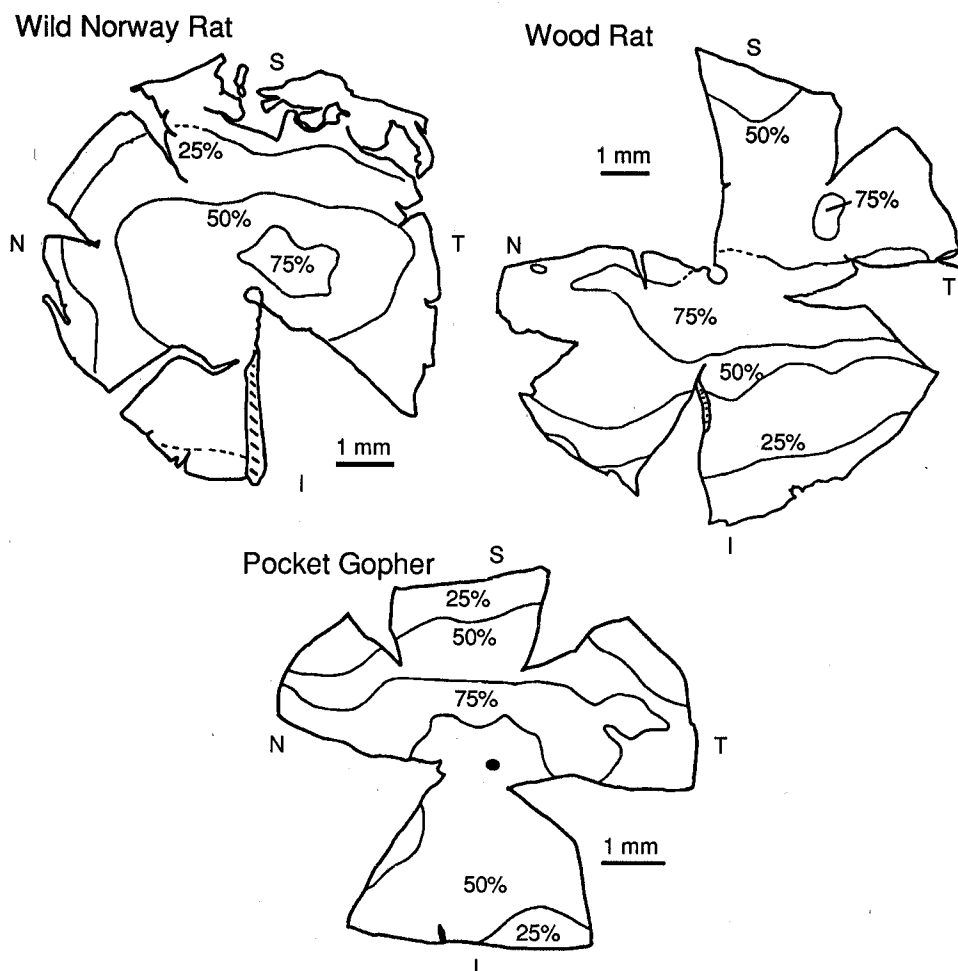 Wild Norway Rat
S
25%
50%
N
T
75%
1 mm
I
Wood Rat
S
50%
1 mm
75%
N
T
75%
50%
25%
I
Pocket Gopher
S
25%
50%
75%
N
T
1 mm
50%
25%
I